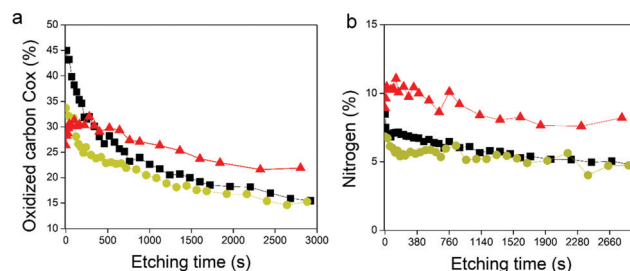 a
Oxidized carbon Cox (%)
50
45
40
35
30
25
20
15
10
5
0 500 1000 1500 2000 2500 3000
Etching time (s)
b
Nitrogen (%)
15
10
5
0
0 380 760 1140 1520 1900 2280 2660
Etching time (s)